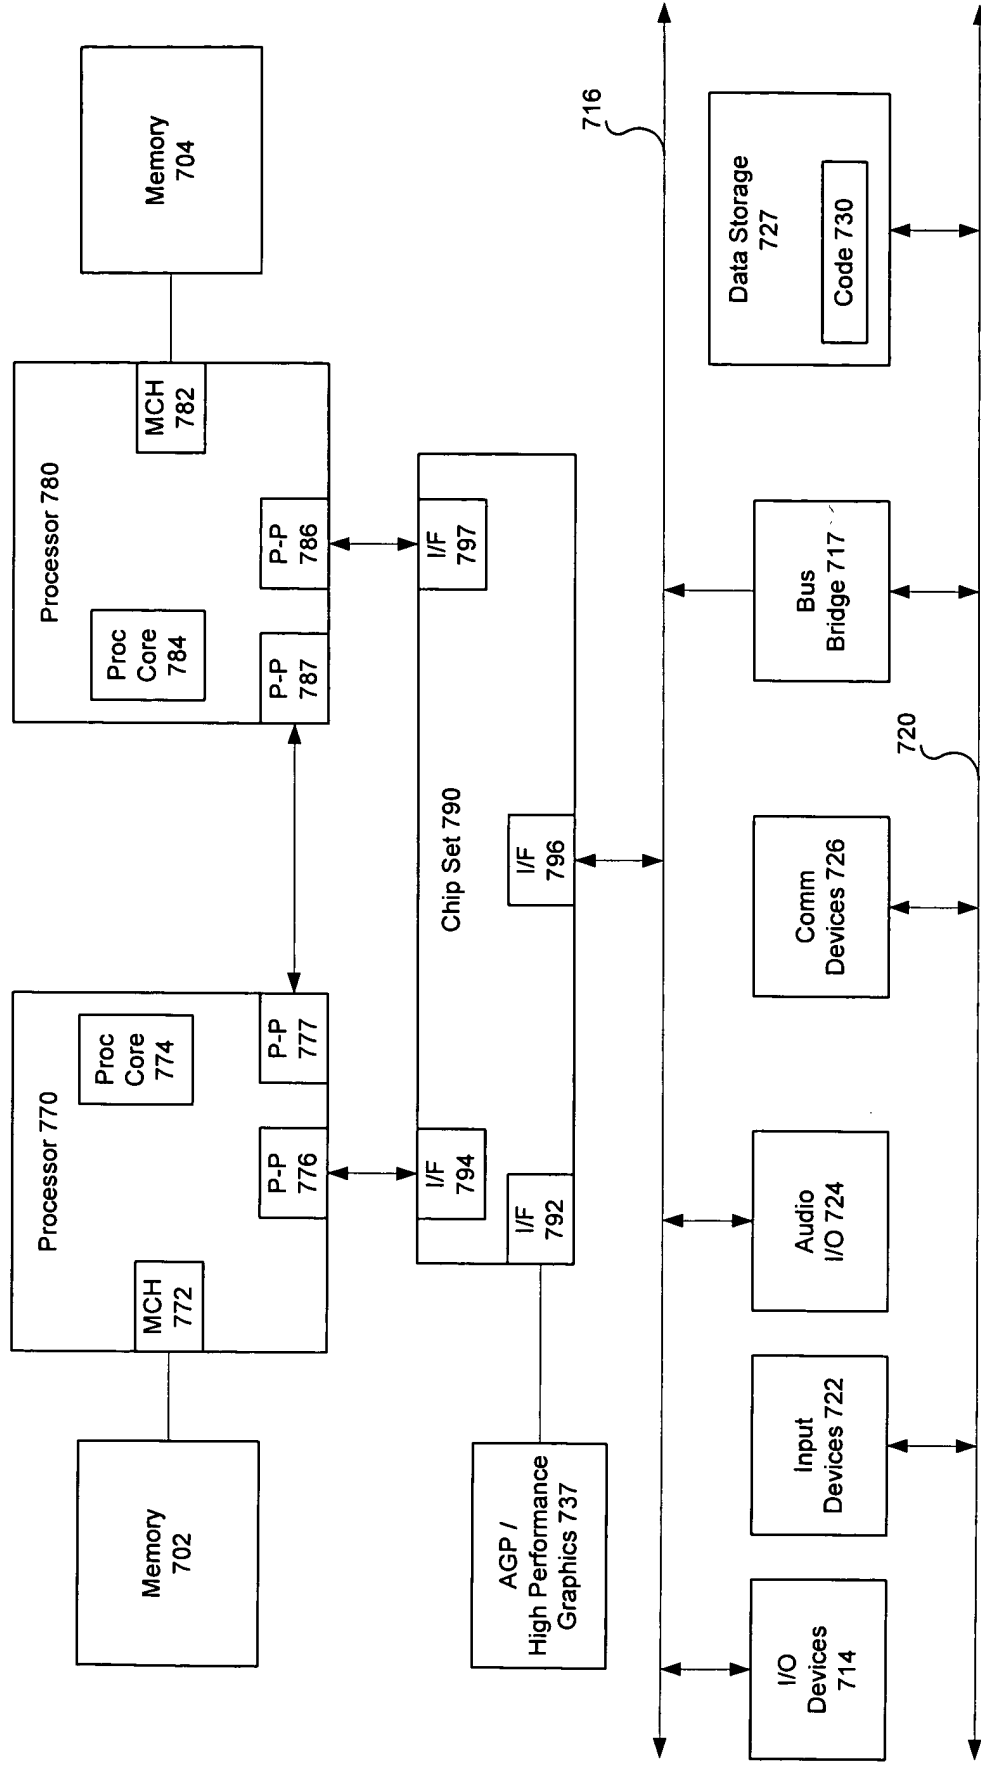 Memory
702
Processor 770
Proc
Core
774
MCH
772
P-P
776
P-P
777
Processor 780
Proc
Core
784
P-P
787
P-P
786
MCH
782
Memory
704
AGP /
High Performance
Graphics 737
Chip Set 790
I/F
794
I/F
792
I/F
796
I/F
797
716
I/O
Devices
714
Input
Devices 722
Audio
I/O 724
Comm
Devices 726
Bus
Bridge 717
Data Storage
727
Code 730
720